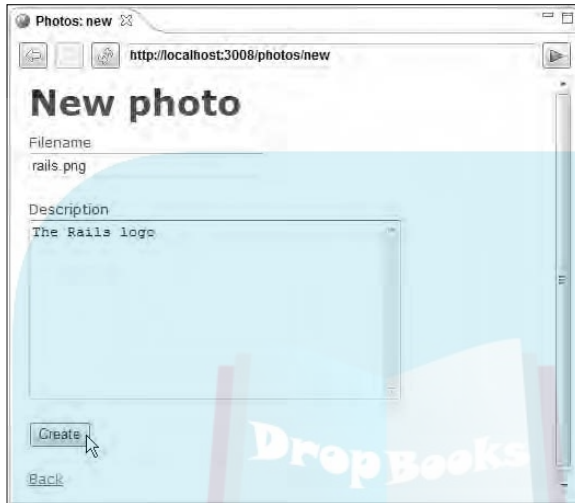 Photos: new
http://localhost:3008/photos/new
New photo
Filename
rails.png
Description
The Rails logo
Create
Back
DropBooks